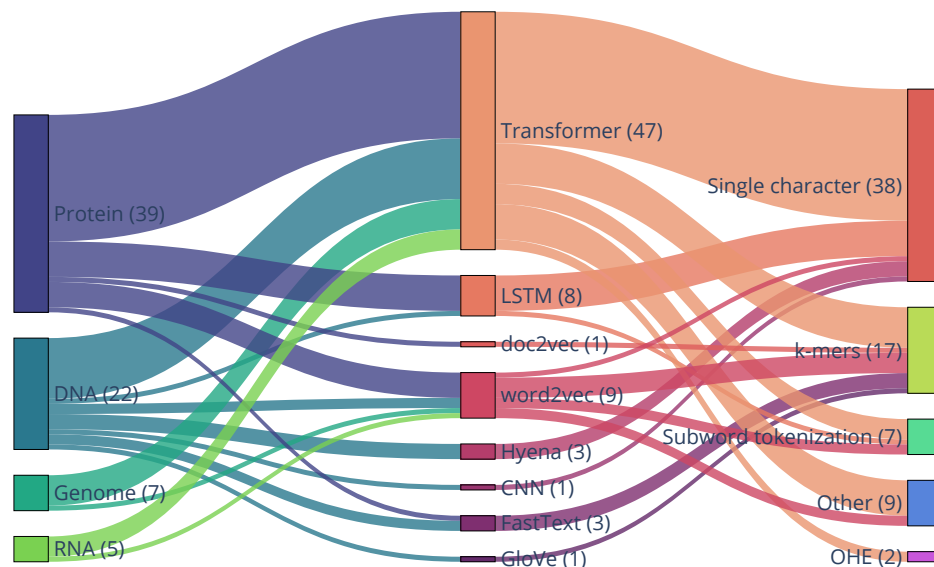 Protein (39)
DNA (22)
Genome (7)
RNA (5)
Transformer (47)
LSTM (8)
doc2vec (1)
word2vec (9)
Hyena (3)
CNN (1)
FastText (3)
GloVe (1)
Single character (38)
k-mers (17)
Subword tokenization (7)
Other (9)
OHE (2)